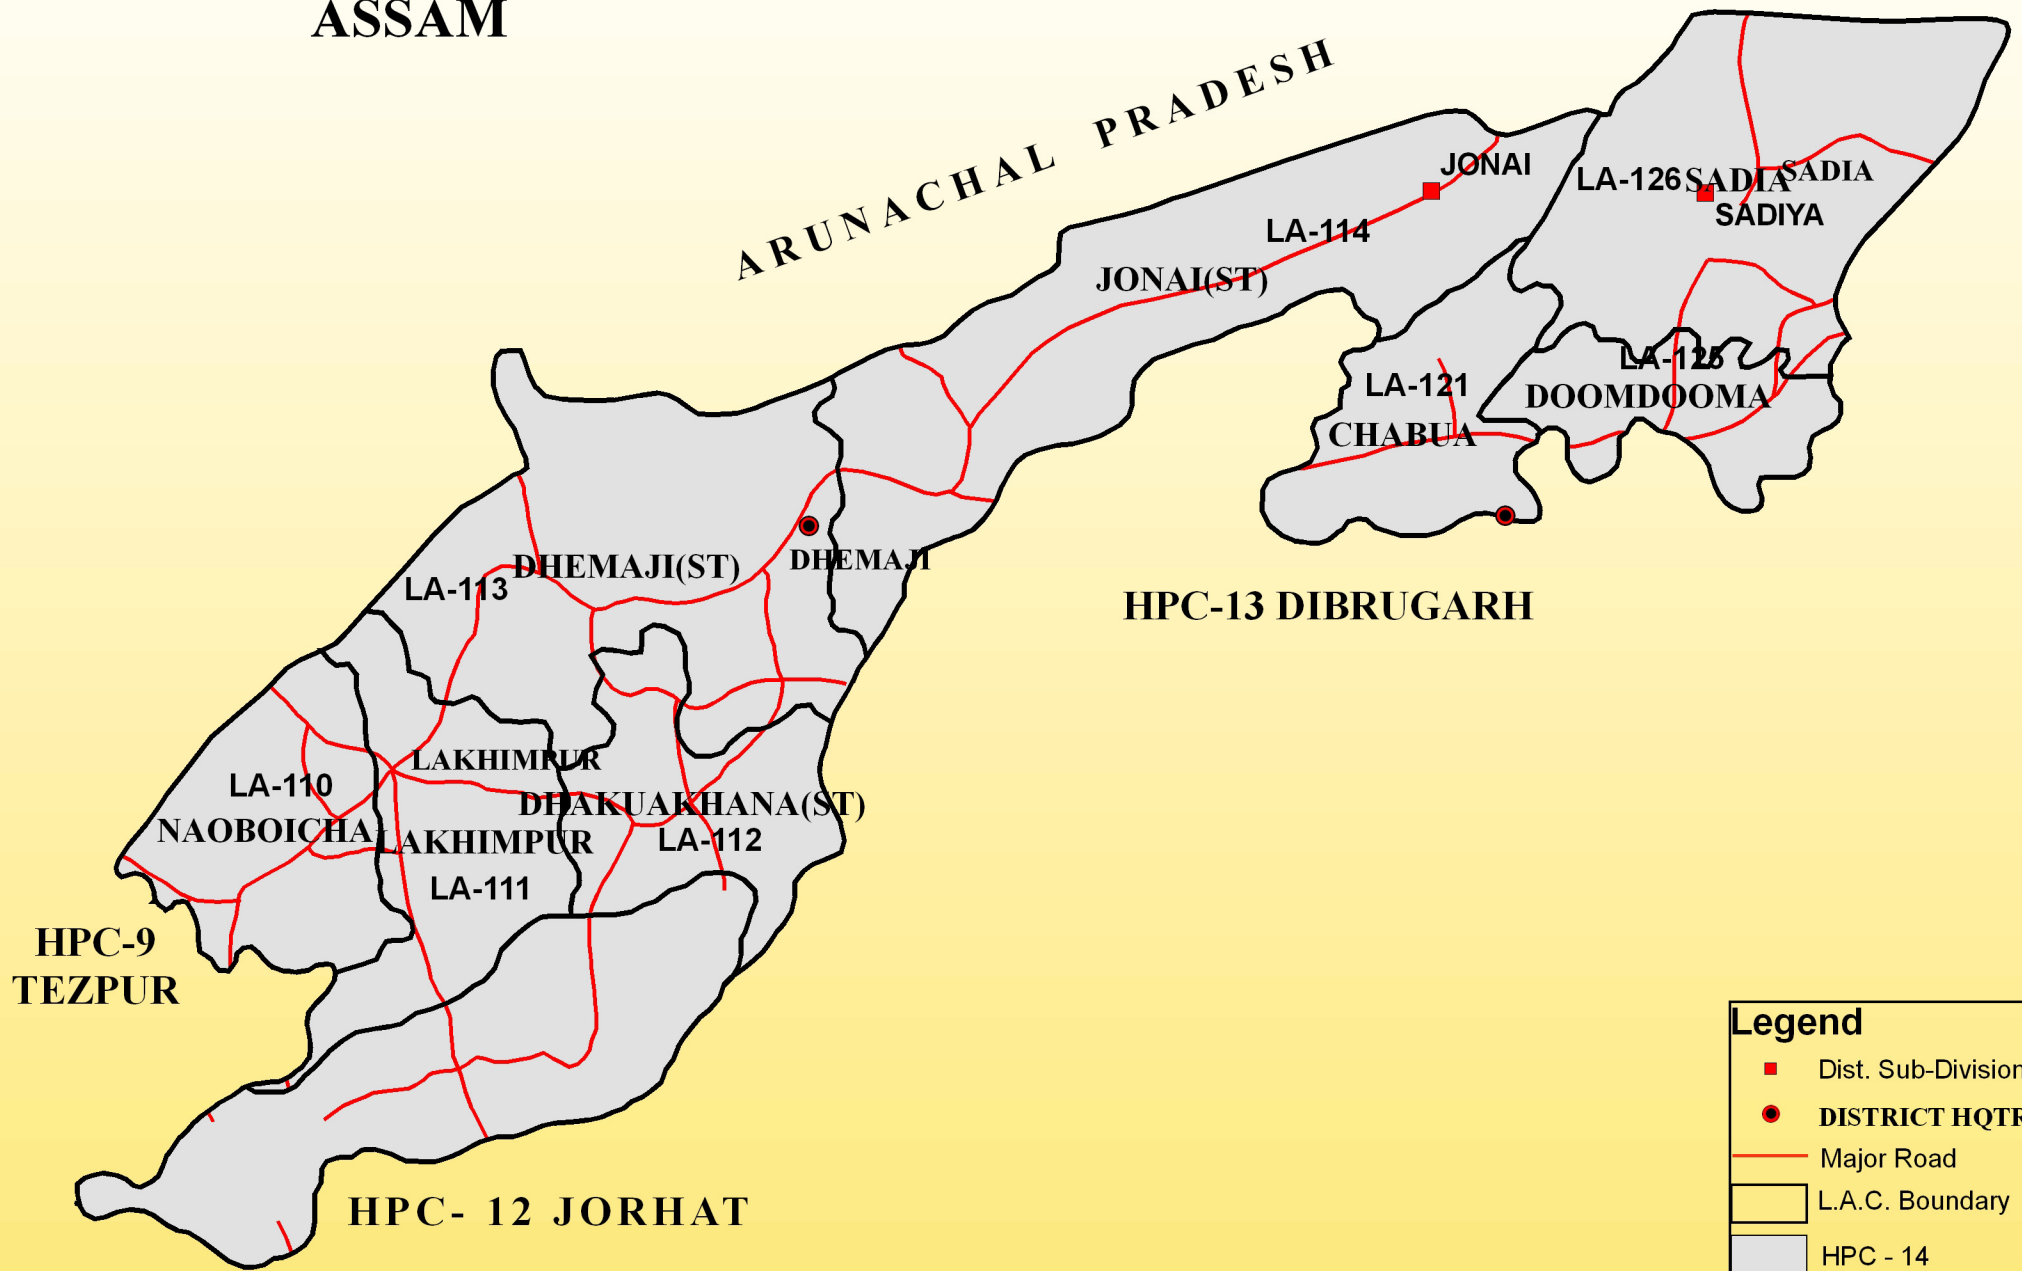 ASSAM
ARUNACHAL PRADESH
JONAI
LA-126
SADIA
SADIA
SADIYA
LA-114
JONAI(ST)
LA-125
DOOMDOOMA
LA-121
CHABUA
DHEMAJI(ST)
DHEMAJI
LA-113
HPC-13 DIBRUGARH
LAKHIMPUR
LA-110
NAOBOICHA
DHAKUAKHANA(ST)
LAKHIMPUR
LA-112
LA-111
HPC-9
TEZPUR
HPC- 12 JORHAT
Legend
Dist. Sub-Division
DISTRICT HQTR
Major Road
L.A.C. Boundary
HPC - 14